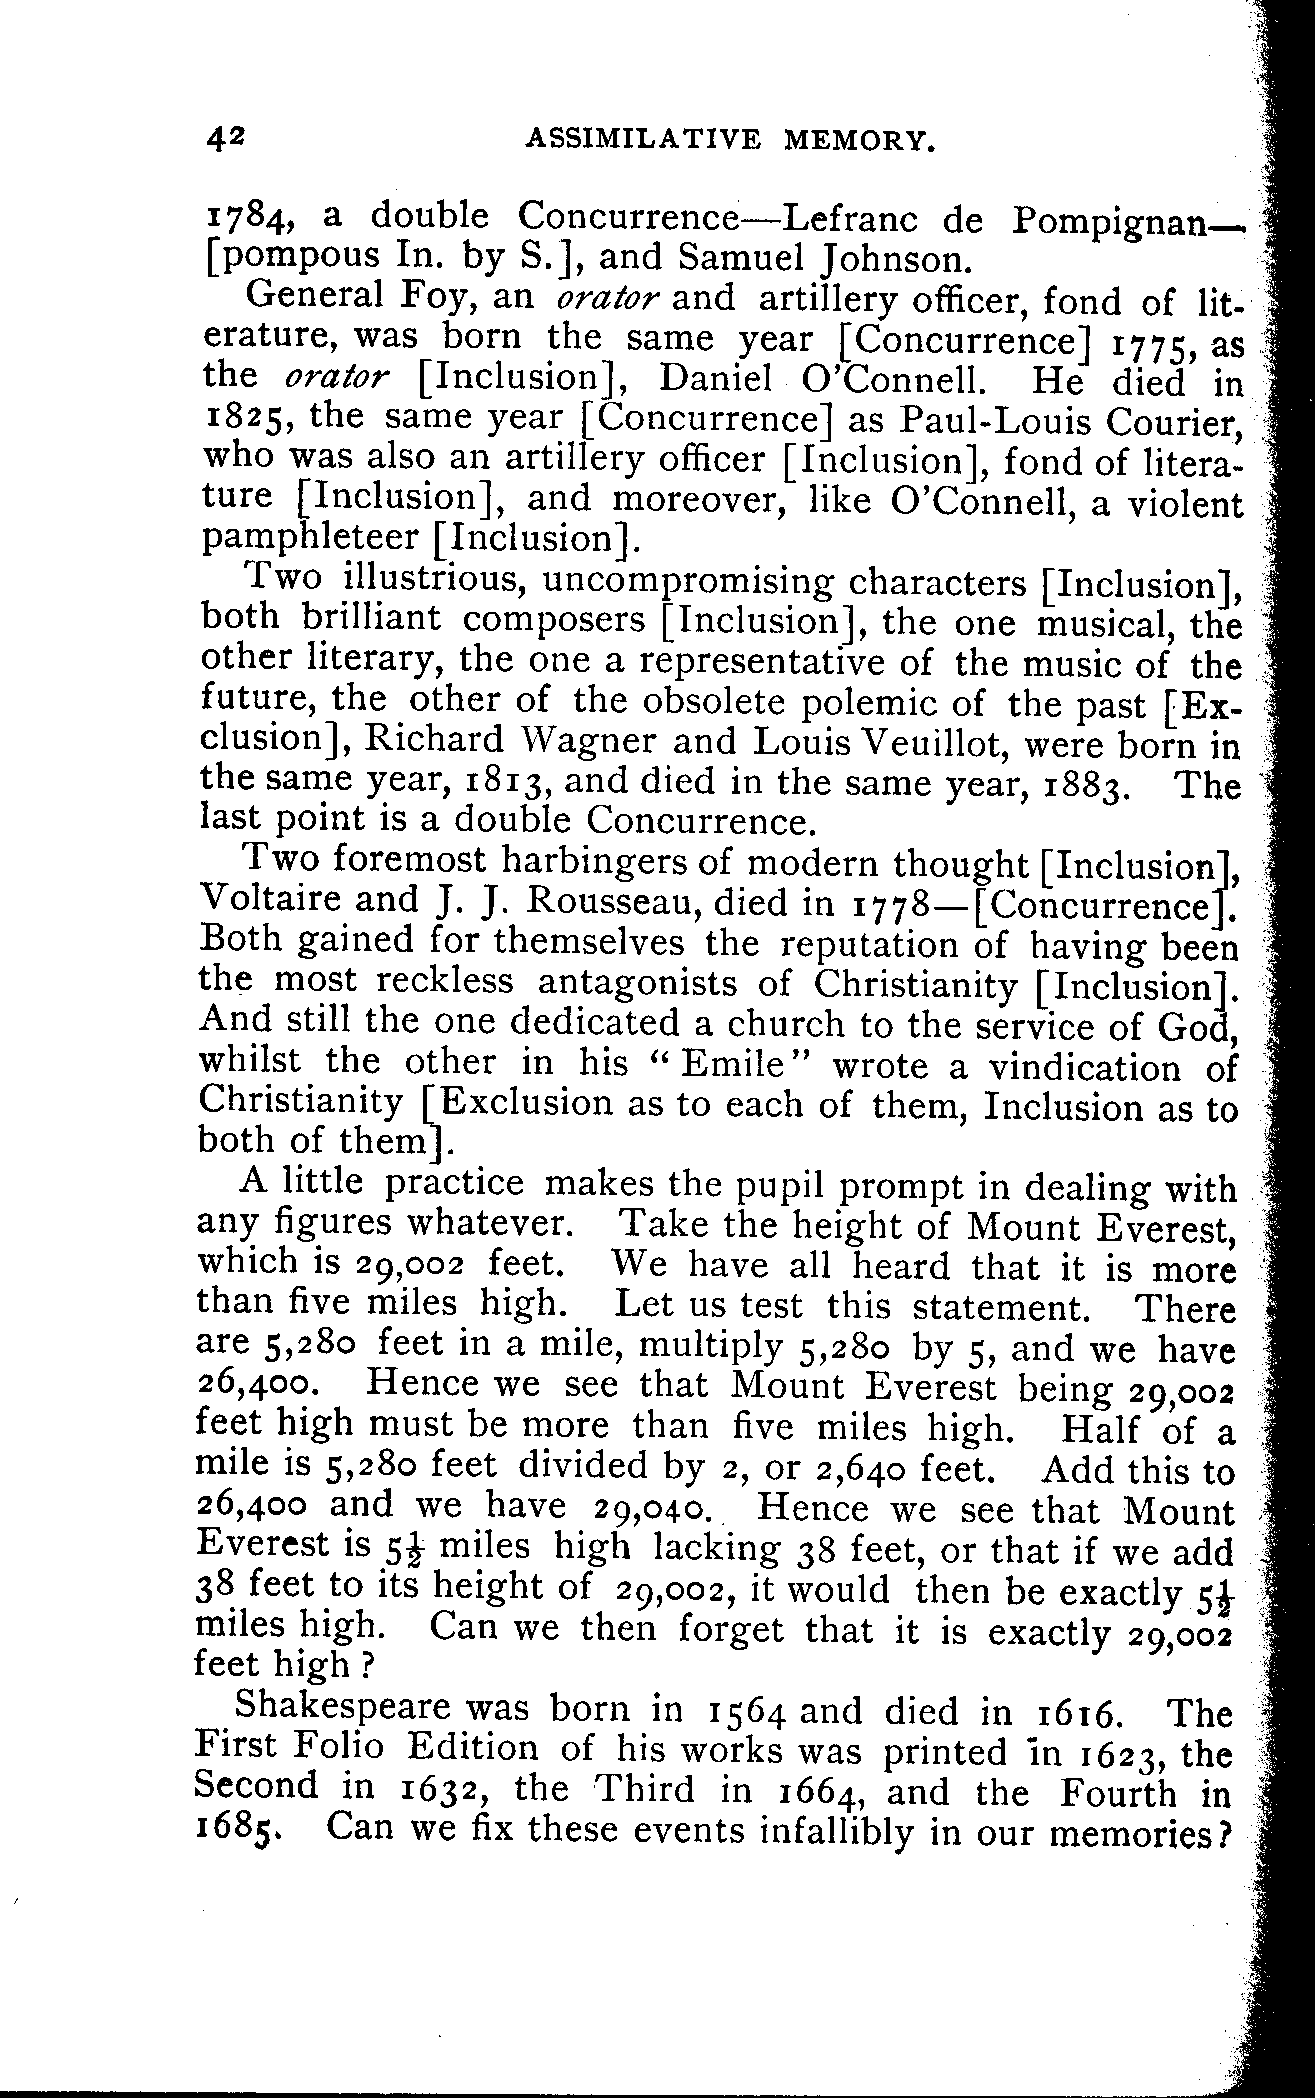 42 ASSIMILATIVE MEMORY.
1784, a double Concurrence—Lefranc de Pompignan—
[pompous In. by S.], and Samuel Johnson.
General Foy, an orator and artillery officer, fond of lit-
erature, was born the same year [Concurrence] 1775, as
the orator [Inclusion], Daniel O'Connell. He died in
1825, the same year [Concurrence] as Paul-Louis Courier,
who was also an artillery officer [Inclusion], fond of litera-
ture [Inclusion], and moreover, like O'Connell, a violent
pamphleteer [Inclusion].
Two illustrious, uncompromising characters [Inclusion],
both brilliant composers [Inclusion], the one musical, the
other literary, the one a representative of the music of the
future, the other of the obsolete polemic of the past [Ex-
clusion], Richard Wagner and Louis Veuillot, were born in
the same year, 1813, and died in the same year, 1883. The
last point is a double Concurrence.
Two foremost harbingers of modern thought [Inclusion],
Voltaire and J. J. Rousseau, died in 1778—[Concurrence].
Both gained for themselves the reputation of having been
the most reckless antagonists of Christianity [Inclusion].
And still the one dedicated a church to the service of God,
whilst the other in his "Emile" wrote a vindication of
Christianity [Exclusion as to each of them, Inclusion as to
both of them].
A little practice makes the pupil prompt in dealing with
any figures whatever. Take the height of Mount Everest,
which is 29,002 feet. We have all heard that it is more
than five miles high. Let us test this statement. There
are 5,280 feet in a mile, multiply 5,280 by 5, and we have
26,400. Hence we see that Mount Everest being 29,002
feet high must be more than five miles high. Half of a
mile is 5,280 feet divided by 2, or 2,640 feet. Add this to
26,400 and we have 29,040. Hence we see that Mount
Everest is 5½ miles high lacking 38 feet, or that if we add
38 feet to its height of 29,002, it would then be exactly 5½
miles high. Can we then forget that it is exactly 29,002
feet high?
Shakespeare was born in 1564 and died in 1616. The
First Folio Edition of his works was printed in 1623, the
Second in 1632, the Third in 1664, and the Fourth in
1685. Can we fix these events infallibly in our memories?